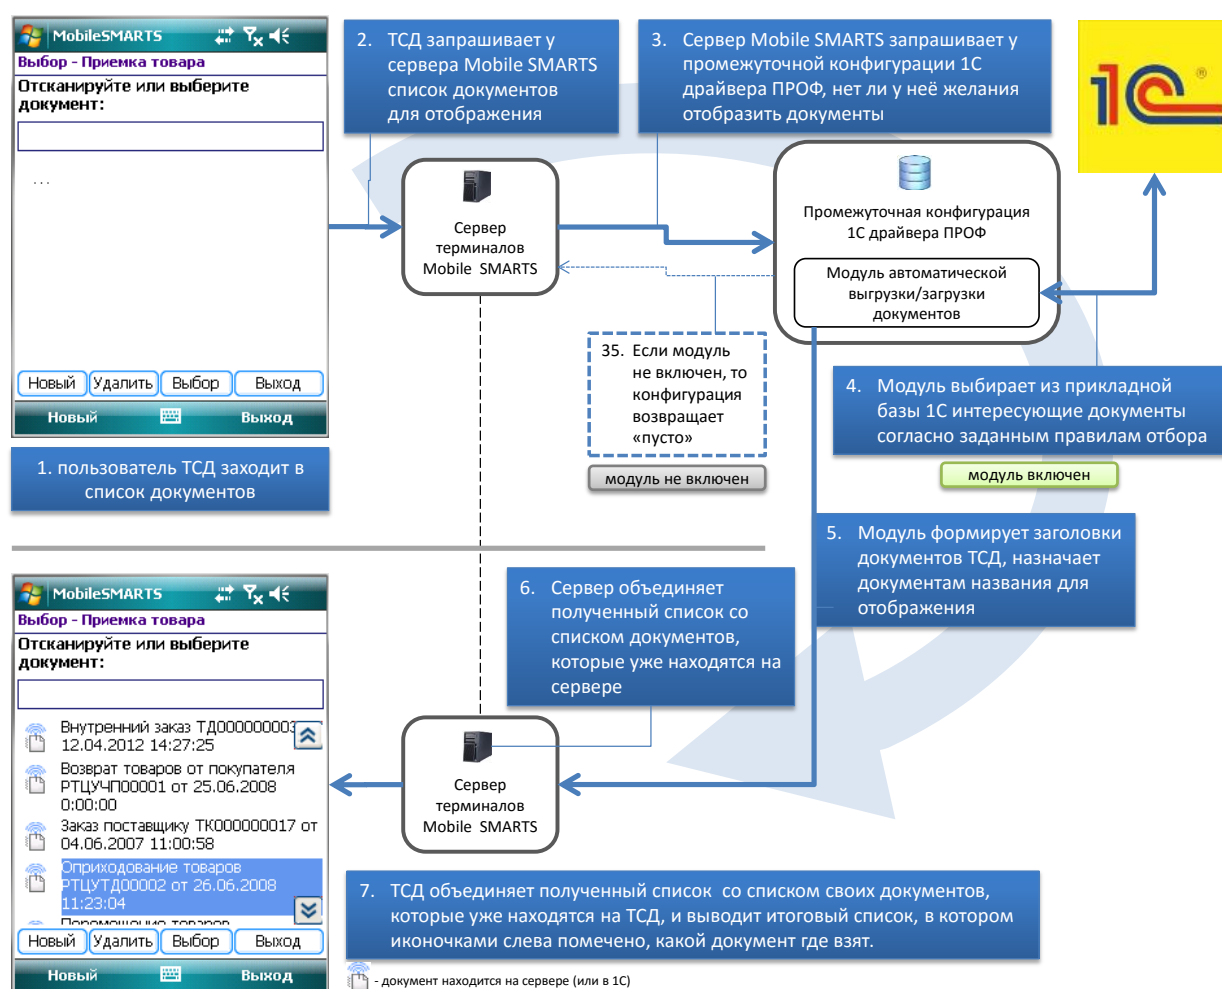 MobileSMARTS
Выбор - Приемка товара
Отсканируйте или выберите
документ:
...
Новый Удалить Выбор Выход
Новый Выход
1. пользователь ТСД заходит в
список документов
2. ТСД запрашивает у
сервера Mobile SMARTS
список документов
для отображения
3. Сервер Mobile SMARTS запрашивает у
промежуточной конфигурации 1С
драйвера ПРОФ, нет ли у неё желания
отобразить документы
1С ®
Сервер
терминалов
Mobile SMARTS
Промежуточная конфигурация
1С драйвера ПРОФ
Модуль автоматической
выгрузки/загрузки
документов
35. Если модуль
не включен, то
конфигурация
возвращает
«пусто»
модуль не включен
4. Модуль выбирает из прикладной
базы 1С интересующие документы
согласно заданным правилам отбора
модуль включен
5. Модуль формирует заголовки
документов ТСД, назначает
документам названия для
отображения
6. Сервер объединяет
полученный список со
списком документов,
которые уже находятся на
сервере
MobileSMARTS
Выбор - Приемка товара
Отсканируйте или выберите
документ:
Внутренний заказ ТД000000003
12.04.2012 14:27:25
Возврат товаров от покупателя
РТЦУЧП00001 от 25.06.2008
0:00:00
Заказ поставщику ТК000000017 от
04.06.2007 11:00:58
Оприходование товаров
РТЦУТД00002 от 26.06.2008
11:23:04
Перемещение товаров
Новый Удалить Выбор Выход
Новый Выход
Сервер
терминалов
Mobile SMARTS
7. ТСД объединяет полученный список со списком своих документов,
которые уже находятся на ТСД, и выводит итоговый список, в котором
иконочками слева помечено, какой документ где взят.
- документ находится на сервере (или в 1С)